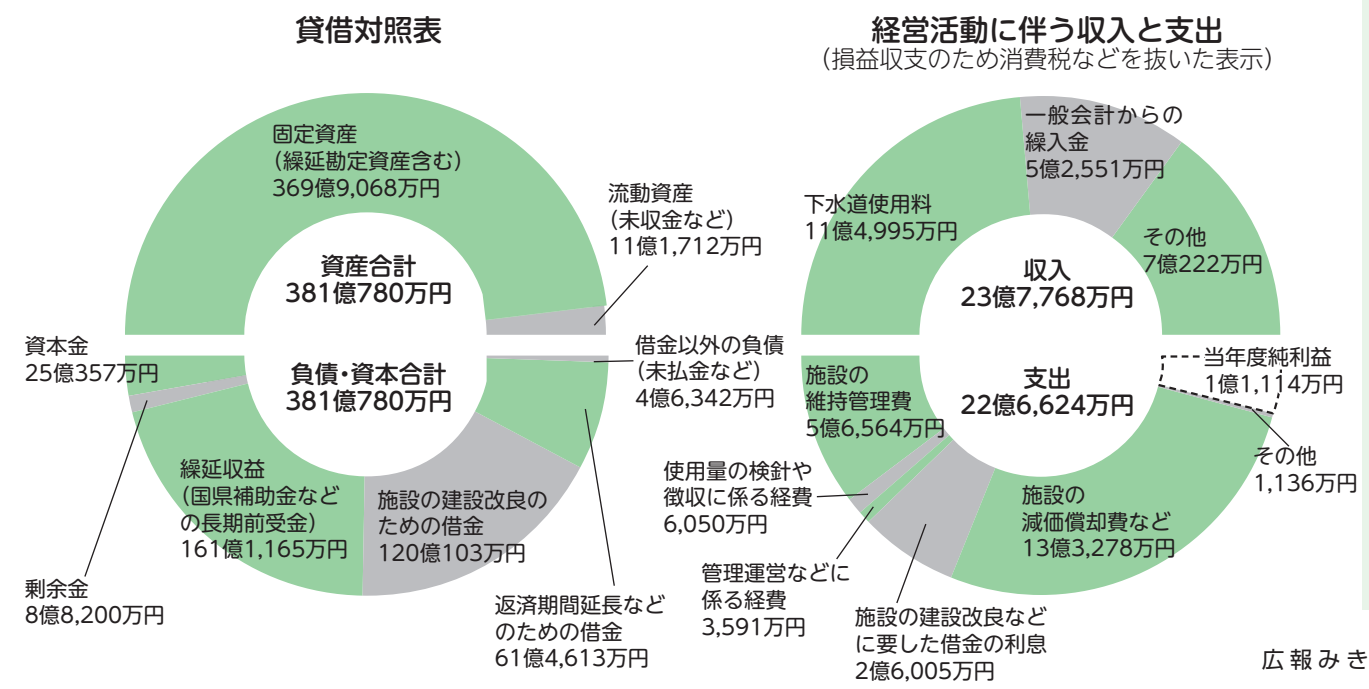 貸借対照表
固定資産
(繰延勘定資産含む)
369億9,068万円
流動資産
(未収金など)
11億1,712万円
資産合計
381億780万円
資本金
25億357万円
負債・資本合計
381億780万円
借金以外の負債
(未払金など)
4億6,342万円
繰延収益
(国県補助金など
の長期前受金)
161億1,165万円
施設の建設改良の
ための借金
120億103万円
剰余金
8億8,200万円
返済期間延長など
のための借金
61億4,613万円
経営活動に伴う収入と支出
(損益収支のため消費税などを抜いた表示)
一般会計からの
繰入金
5億2,551万円
下水道使用料
11億4,995万円
その他
7億222万円
収入
23億7,768万円
支出
22億6,624万円
当年度純利益
1億1,114万円
施設の
維持管理費
5億6,564万円
その他
1,136万円
使用量の検針や
徴収に係る経費
6,050万円
施設の
減価償却費など
13億3,278万円
管理運営などに
係る経費
3,591万円
施設の建設改良など
に要した借金の利息
2億6,005万円
広報みき